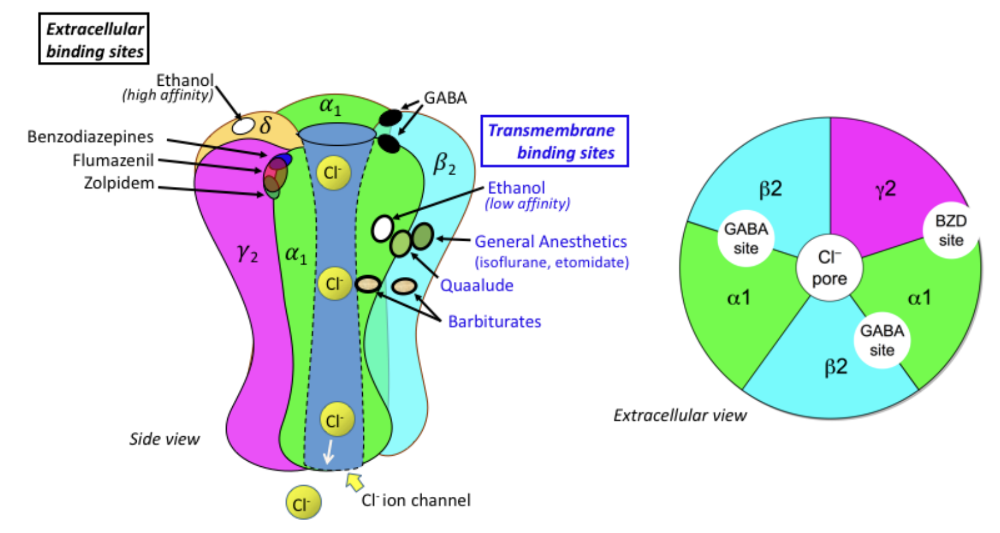 Extracellular
binding sites
Ethanol
(high affinity)
Benzodiazepines
Flumazenil
Zolpidem
δ
α₁
GABA
β₂
γ₂
α₁
Cl⁻
Cl⁻
Cl⁻
Cl⁻
Transmembrane
binding sites
Ethanol
(low affinity)
General Anesthetics
(isoflurane, etomidate)
Quaalude
Barbiturates
Side view
Cl⁻ ion channel
β2
γ2
GABA
site
BZD
site
Cl⁻
pore
α1
α1
GABA
site
β2
Extracellular view